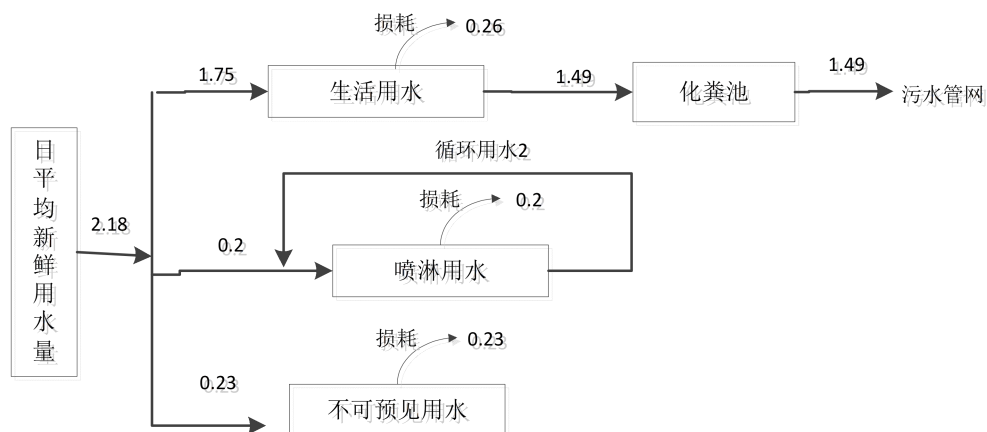 损耗
0.26
1.75
生活用水
1.49
化粪池
1.49
污水管网
循环用水2
日平均新鲜用水量
2.18
损耗
0.2
0.2
喷淋用水
损耗
0.23
0.23
不可预见用水